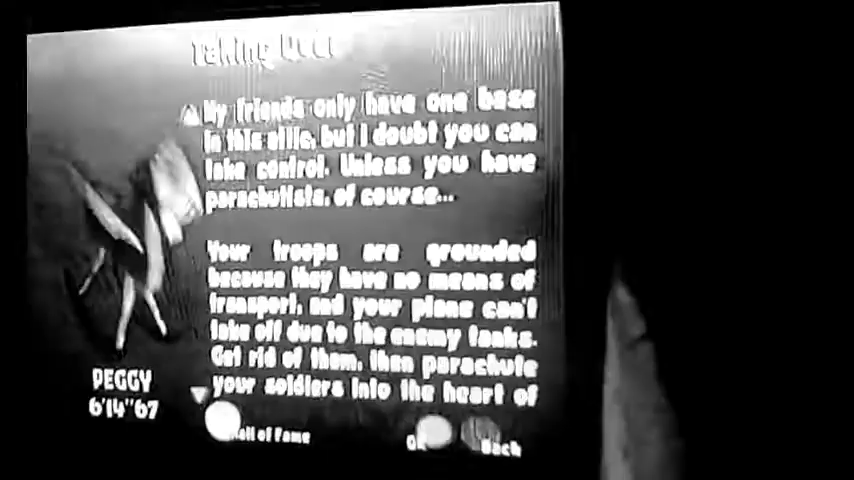 Taking Over
My friends only have one base
in this attic, but I doubt you can
take control. Unless you have
parachutists, of course...
Your troops are grounded
because they have no means of
transport, and your plane can't
take off due to the enemy tanks.
Get rid of them, then parachute
your soldiers into the heart of
PEGGY
6'14"67
Hall of Fame
OK
Back